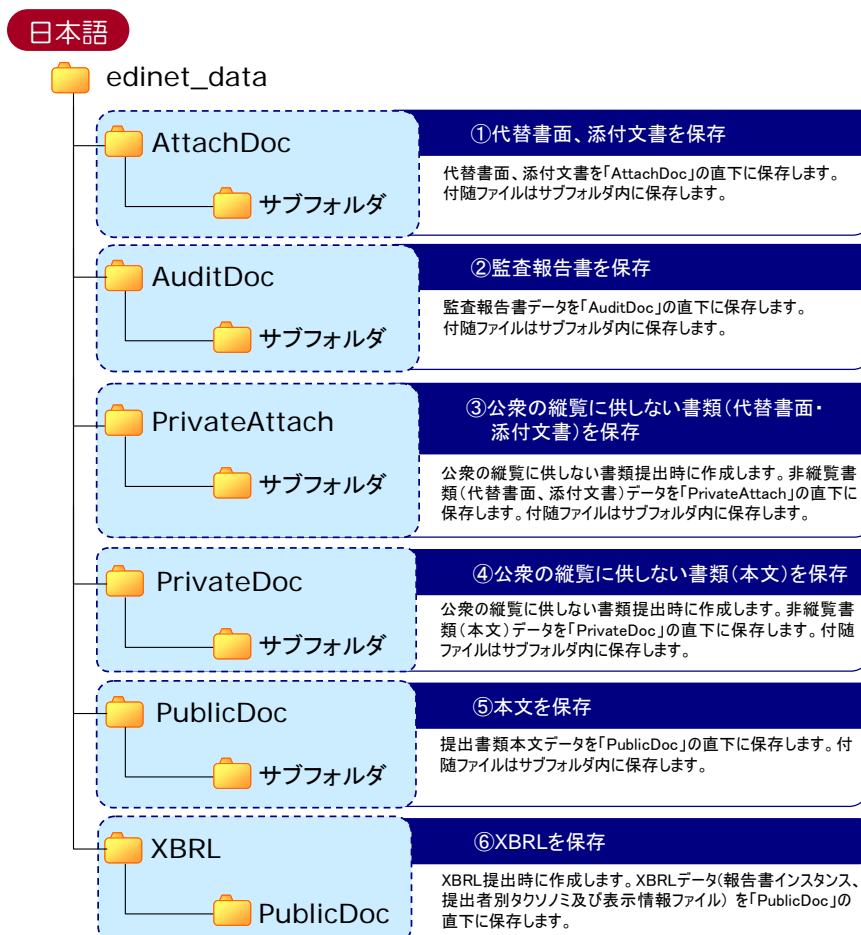 日本語
edinet_data
AttachDoc
サブフォルダ
①代替書面、添付文書を保存
代替書面、添付文書を「AttachDoc」の直下に保存します。
付随ファイルはサブフォルダ内に保存します。
AuditDoc
サブフォルダ
②監査報告書を保存
監査報告書データを「AuditDoc」の直下に保存します。
付随ファイルはサブフォルダ内に保存します。
PrivateAttach
サブフォルダ
③公衆の縦覧に供しない書類(代替書面・
添付文書)を保存
公衆の縦覧に供しない書類提出時に作成します。非縦覧書
類(代替書面、添付文書)データを「PrivateAttach」の直下に
保存します。付随ファイルはサブフォルダ内に保存します。
PrivateDoc
サブフォルダ
④公衆の縦覧に供しない書類(本文)を保存
公衆の縦覧に供しない書類提出時に作成します。非縦覧書
類(本文)データを「PrivateDoc」の直下に保存します。付随
ファイルはサブフォルダ内に保存します。
PublicDoc
サブフォルダ
⑤本文を保存
提出書類本文データを「PublicDoc」の直下に保存します。付
随ファイルはサブフォルダ内に保存します。
XBRL
PublicDoc
⑥XBRLを保存
XBRL提出時に作成します。XBRLデータ(報告書インスタンス、
提出者別タクソノミ及び表示情報ファイル) を「PublicDoc」の
直下に保存します。